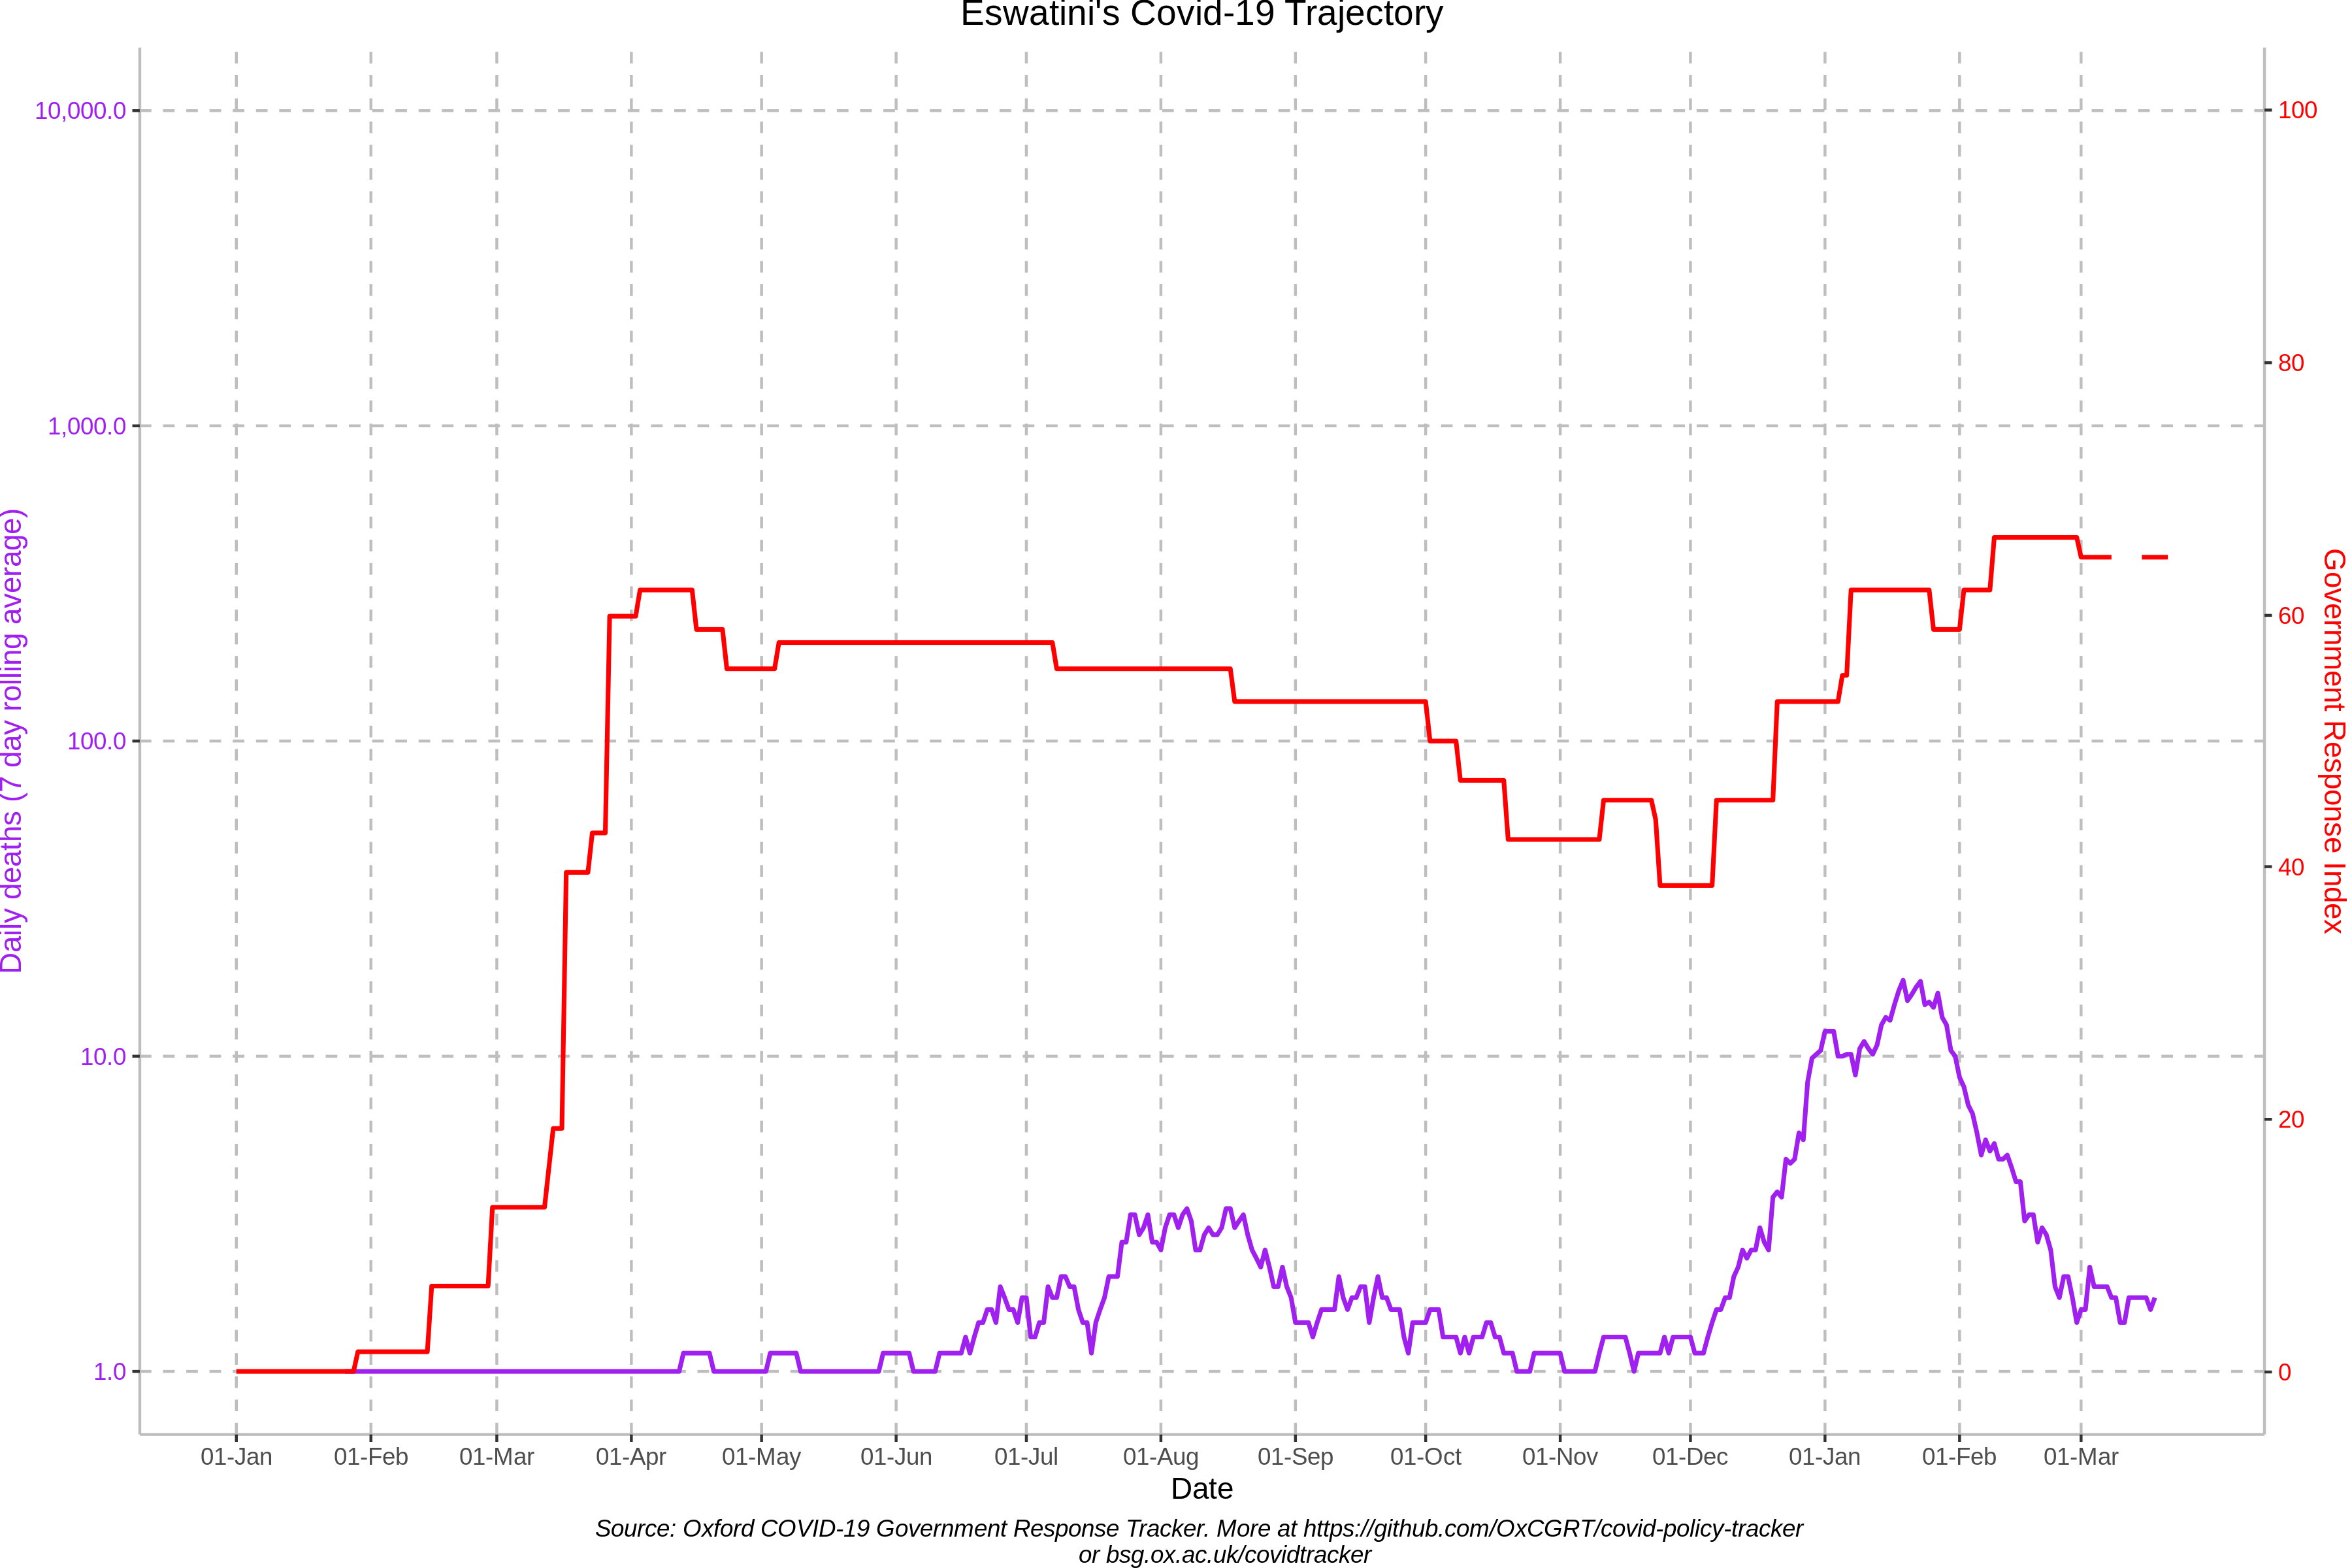 Eswatini's Covid-19 Trajectory
10,000.0
1,000.0
100.0
10.0
1.0
Daily deaths (7 day rolling average)
100
80
60
40
20
0
Government Response Index
01-Jan 01-Feb 01-Mar 01-Apr 01-May 01-Jun 01-Jul 01-Aug 01-Sep 01-Oct 01-Nov 01-Dec 01-Jan 01-Feb 01-Mar
Date
Source: Oxford COVID-19 Government Response Tracker. More at https://github.com/OxCGRT/covid-policy-tracker
or bsg.ox.ac.uk/covidtracker